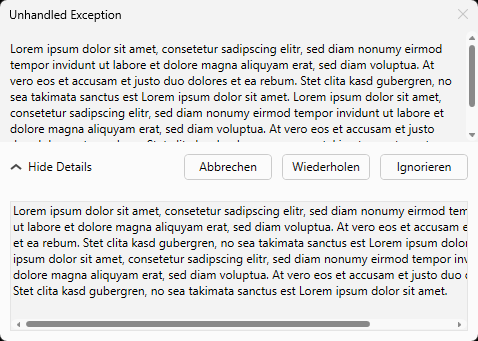 Unhandled Exception
Lorem ipsum dolor sit amet, consetetur sadipscing elitr, sed diam nonumy eirmod
tempor invidunt ut labore et dolore magna aliquyam erat, sed diam voluptua. At
vero eos et accusam et justo duo dolores et ea rebum. Stet clita kasd gubergren, no
sea takimata sanctus est Lorem ipsum dolor sit amet. Lorem ipsum dolor sit amet,
consetetur sadipscing elitr, sed diam nonumy eirmod tempor invidunt ut labore et
dolore magna aliquyam erat, sed diam voluptua. At vero eos et accusam et justo
Hide Details
Abbrechen
Wiederholen
Ignorieren
Lorem ipsum dolor sit amet, consetetur sadipscing elitr, sed diam nonumy eirmod
ut labore et dolore magna aliquyam erat, sed diam voluptua. At vero eos et accusam
et ea rebum. Stet clita kasd gubergren, no sea takimata sanctus est Lorem ipsum dolor
ipsum dolor sit amet, consetetur sadipscing elitr, sed diam nonumy eirmod tempor
dolore magna aliquyam erat, sed diam voluptua. At vero eos et accusam et justo duo
Stet clita kasd gubergren, no sea takimata sanctus est Lorem ipsum dolor sit amet.